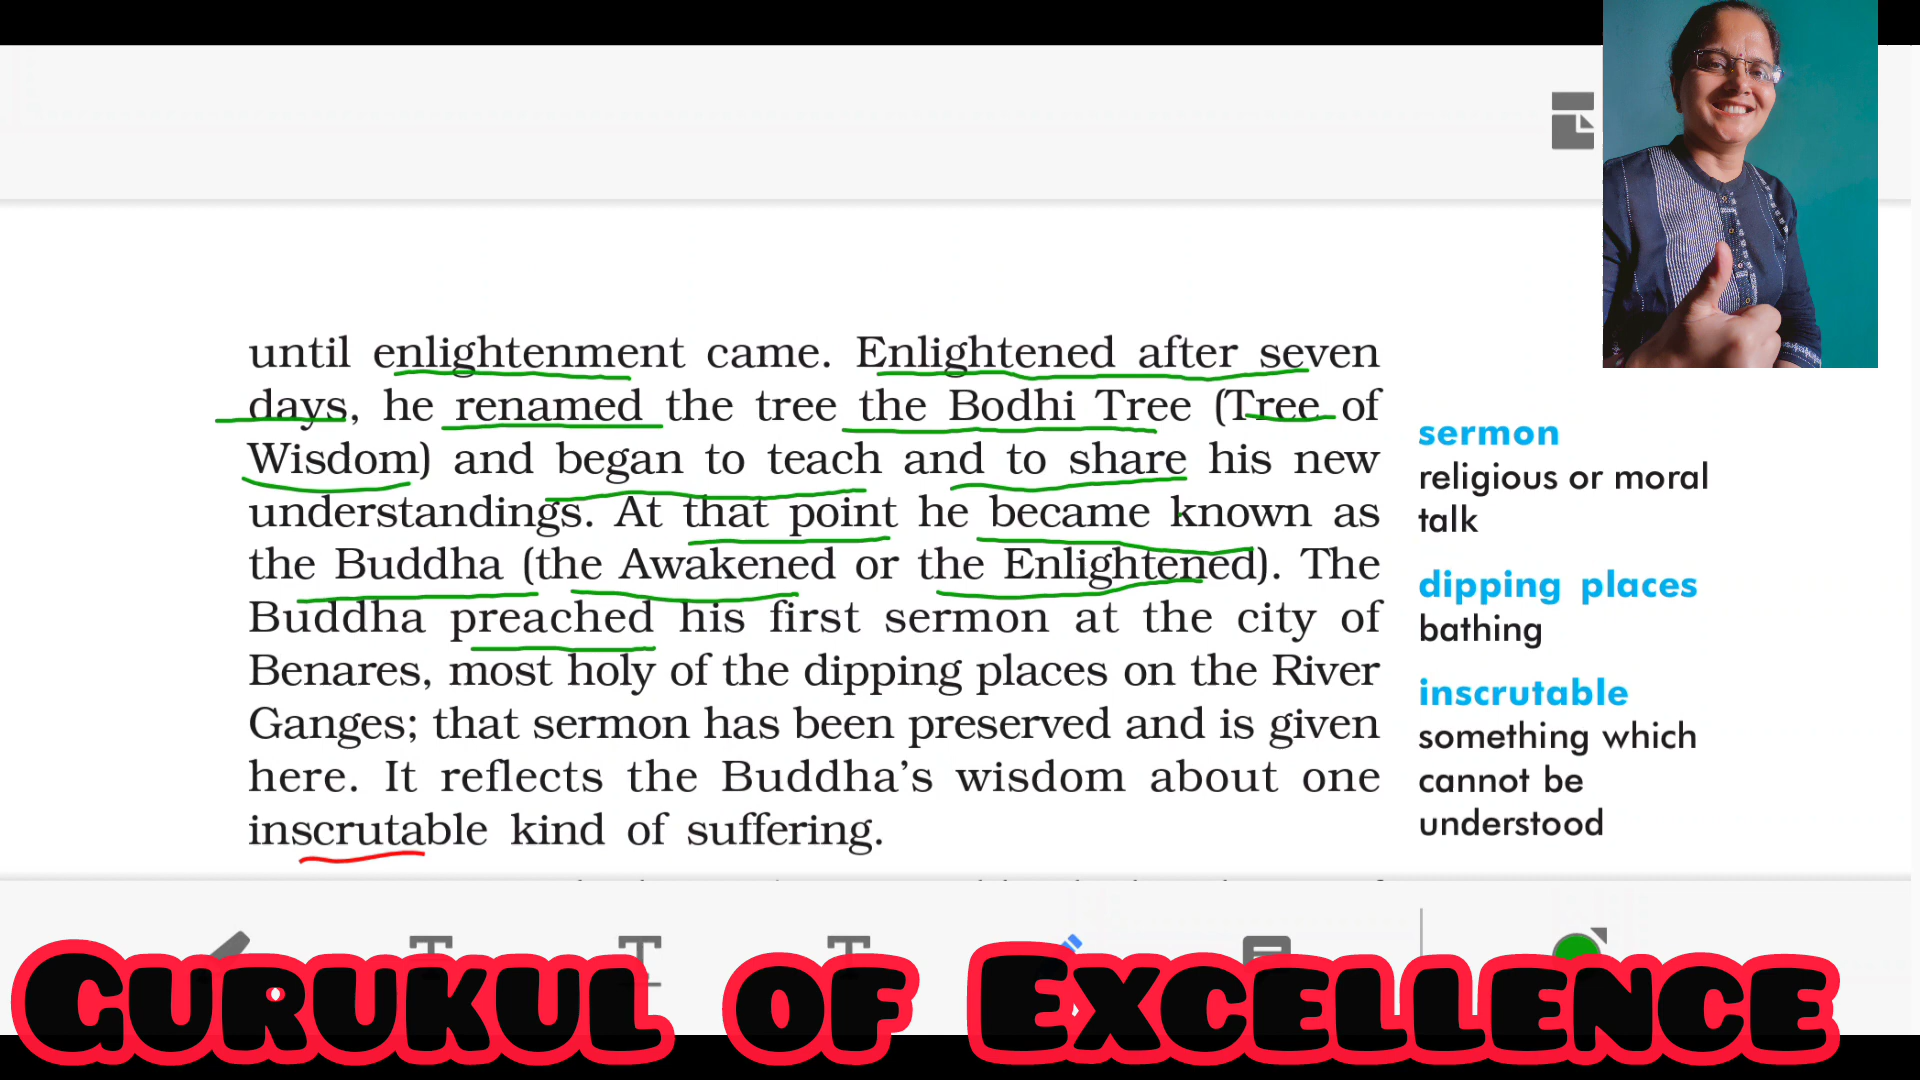 until enlightenment came. Enlightened after seven
days, he renamed the tree the Bodhi Tree (Tree of
Wisdom) and began to teach and to share his new
understandings. At that point he became known as
the Buddha (the Awakened or the Enlightened). The
Buddha preached his first sermon at the city of
Benares, most holy of the dipping places on the River
Ganges; that sermon has been preserved and is given
here. It reflects the Buddha’s wisdom about one
inscrutable kind of suffering.
sermon
religious or moral
talk
dipping places
bathing
inscrutable
something which
cannot be
understood
GURUKUL OF EXCELLENCE